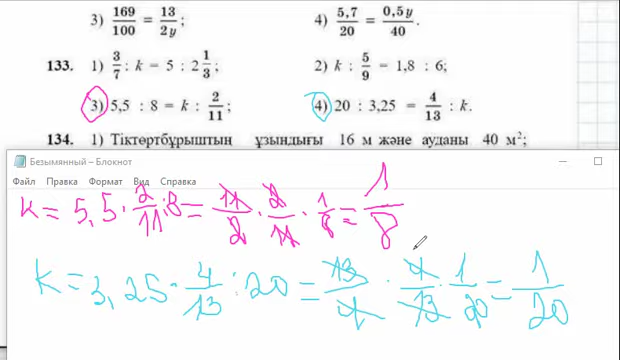 3) 169/100 = 13/2y; 4) 5,7/20 = 0,5y/40.
133. 1) 3/7 : k = 5 : 2 1/3; 2) k : 5/9 = 1,8 : 6;
3) 5,5 : 8 = k : 2/11; 4) 20 : 3,25 = 4/13 : k.
134. 1) Тіктөртбұрыштың ұзындығы 16 м және ауданы 40 м²;
Безымянный – Блокнот
Файл Правка Формат Вид Справка
k = 5,5 · 2/11 : 8 = 11/2 · 2/11 · 1/8 = 1/8
k = 3,25 · 4/13 : 20 = 13/4 · 4/13 · 1/20 = 1/20